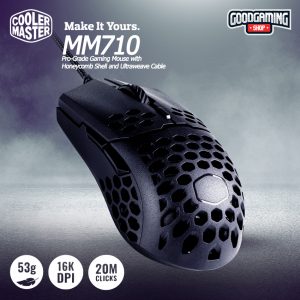 COOLER
MASTER
Make It Yours.
GOODGAMING
SHOP
MM710
Pro-Grade Gaming Mouse with
Honeycomb Shell and Ultraweave Cable
53g
16K
DPI
20M
CLICKS